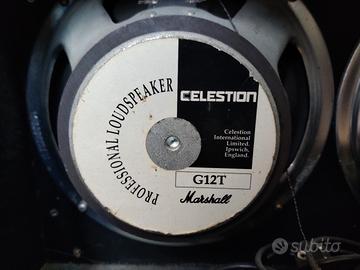 PROFESSIONAL LOUDSPEAKER
CELESTION
Celestion
International
Limited.
Ipswich,
England.
G12T
Marshall
subito